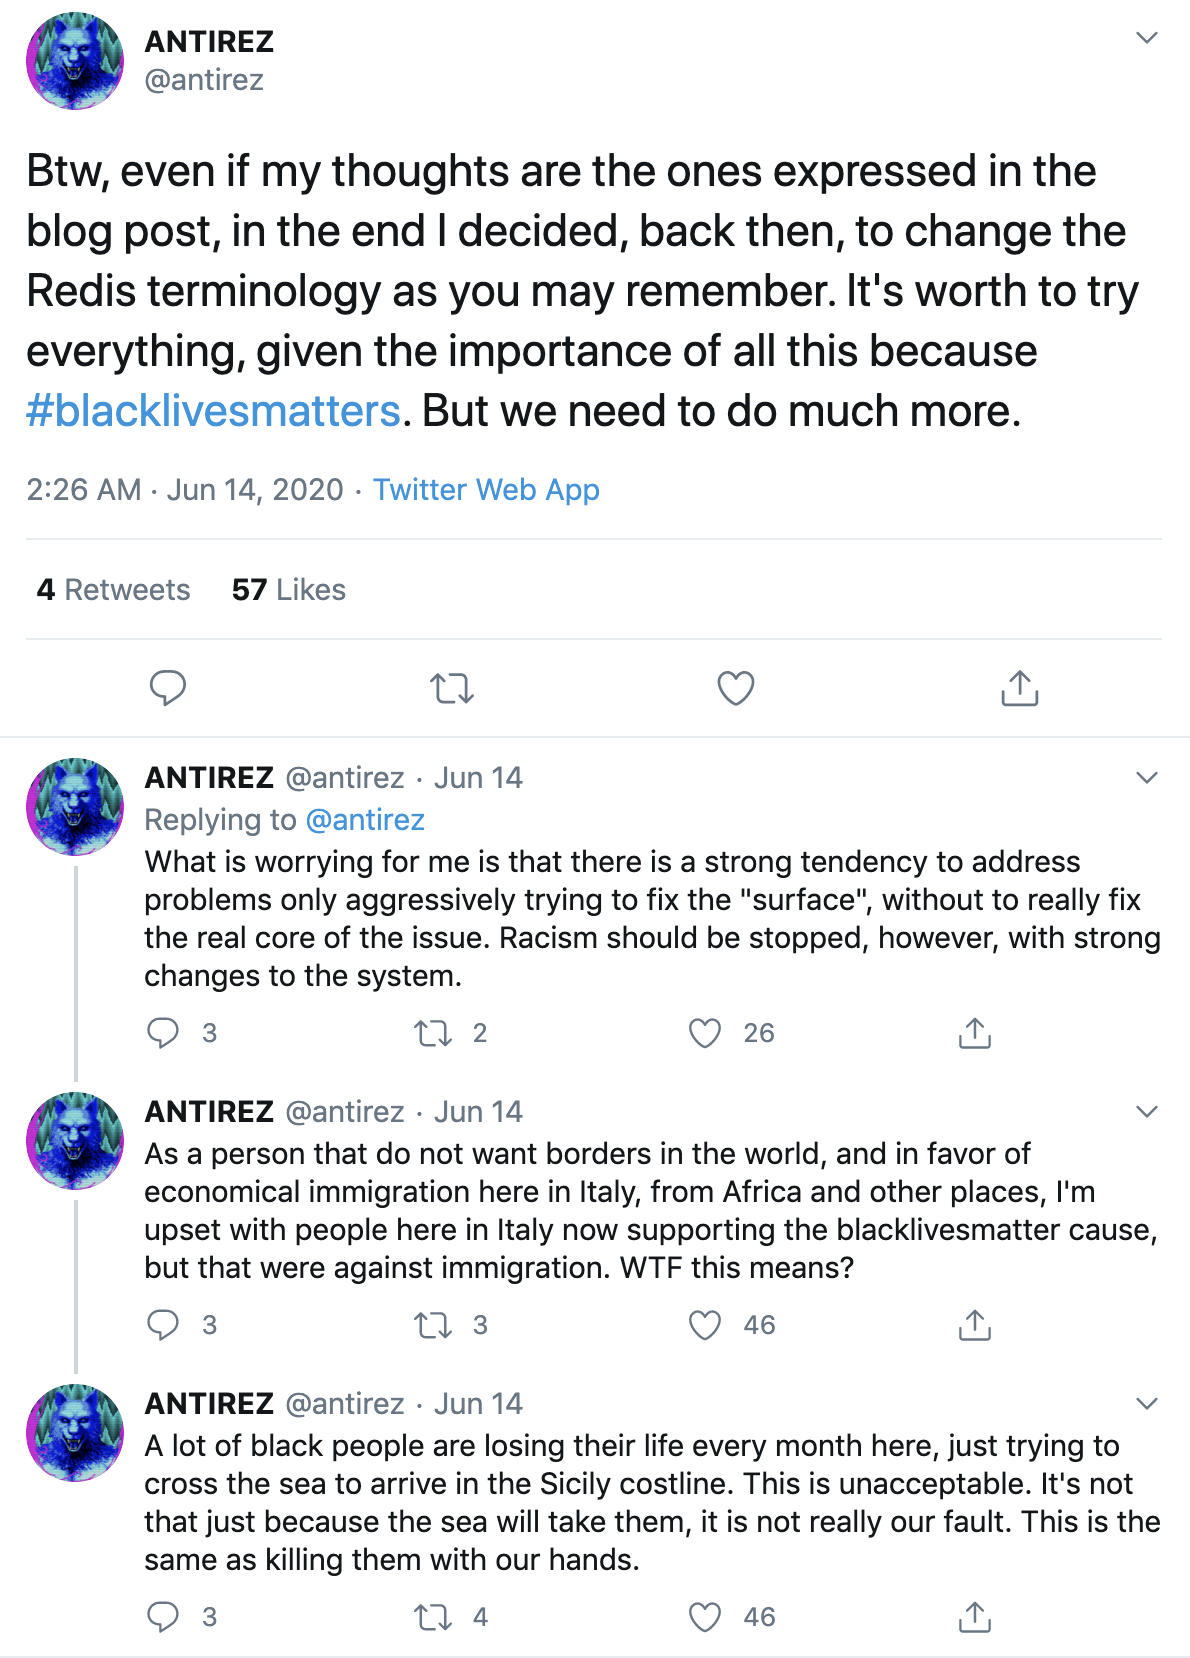 ANTIREZ
@antirez
Btw, even if my thoughts are the ones expressed in the
blog post, in the end I decided, back then, to change the
Redis terminology as you may remember. It's worth to try
everything, given the importance of all this because
#blacklivesmatters. But we need to do much more.
2:26 AM · Jun 14, 2020 · Twitter Web App
4 Retweets 57 Likes
ANTIREZ @antirez · Jun 14
Replying to @antirez
What is worrying for me is that there is a strong tendency to address
problems only aggressively trying to fix the "surface", without to really fix
the real core of the issue. Racism should be stopped, however, with strong
changes to the system.
3 2 26
ANTIREZ @antirez · Jun 14
As a person that do not want borders in the world, and in favor of
economical immigration here in Italy, from Africa and other places, I'm
upset with people here in Italy now supporting the blacklivesmatter cause,
but that were against immigration. WTF this means?
3 3 46
ANTIREZ @antirez · Jun 14
A lot of black people are losing their life every month here, just trying to
cross the sea to arrive in the Sicily costline. This is unacceptable. It's not
that just because the sea will take them, it is not really our fault. This is the
same as killing them with our hands.
3 4 46